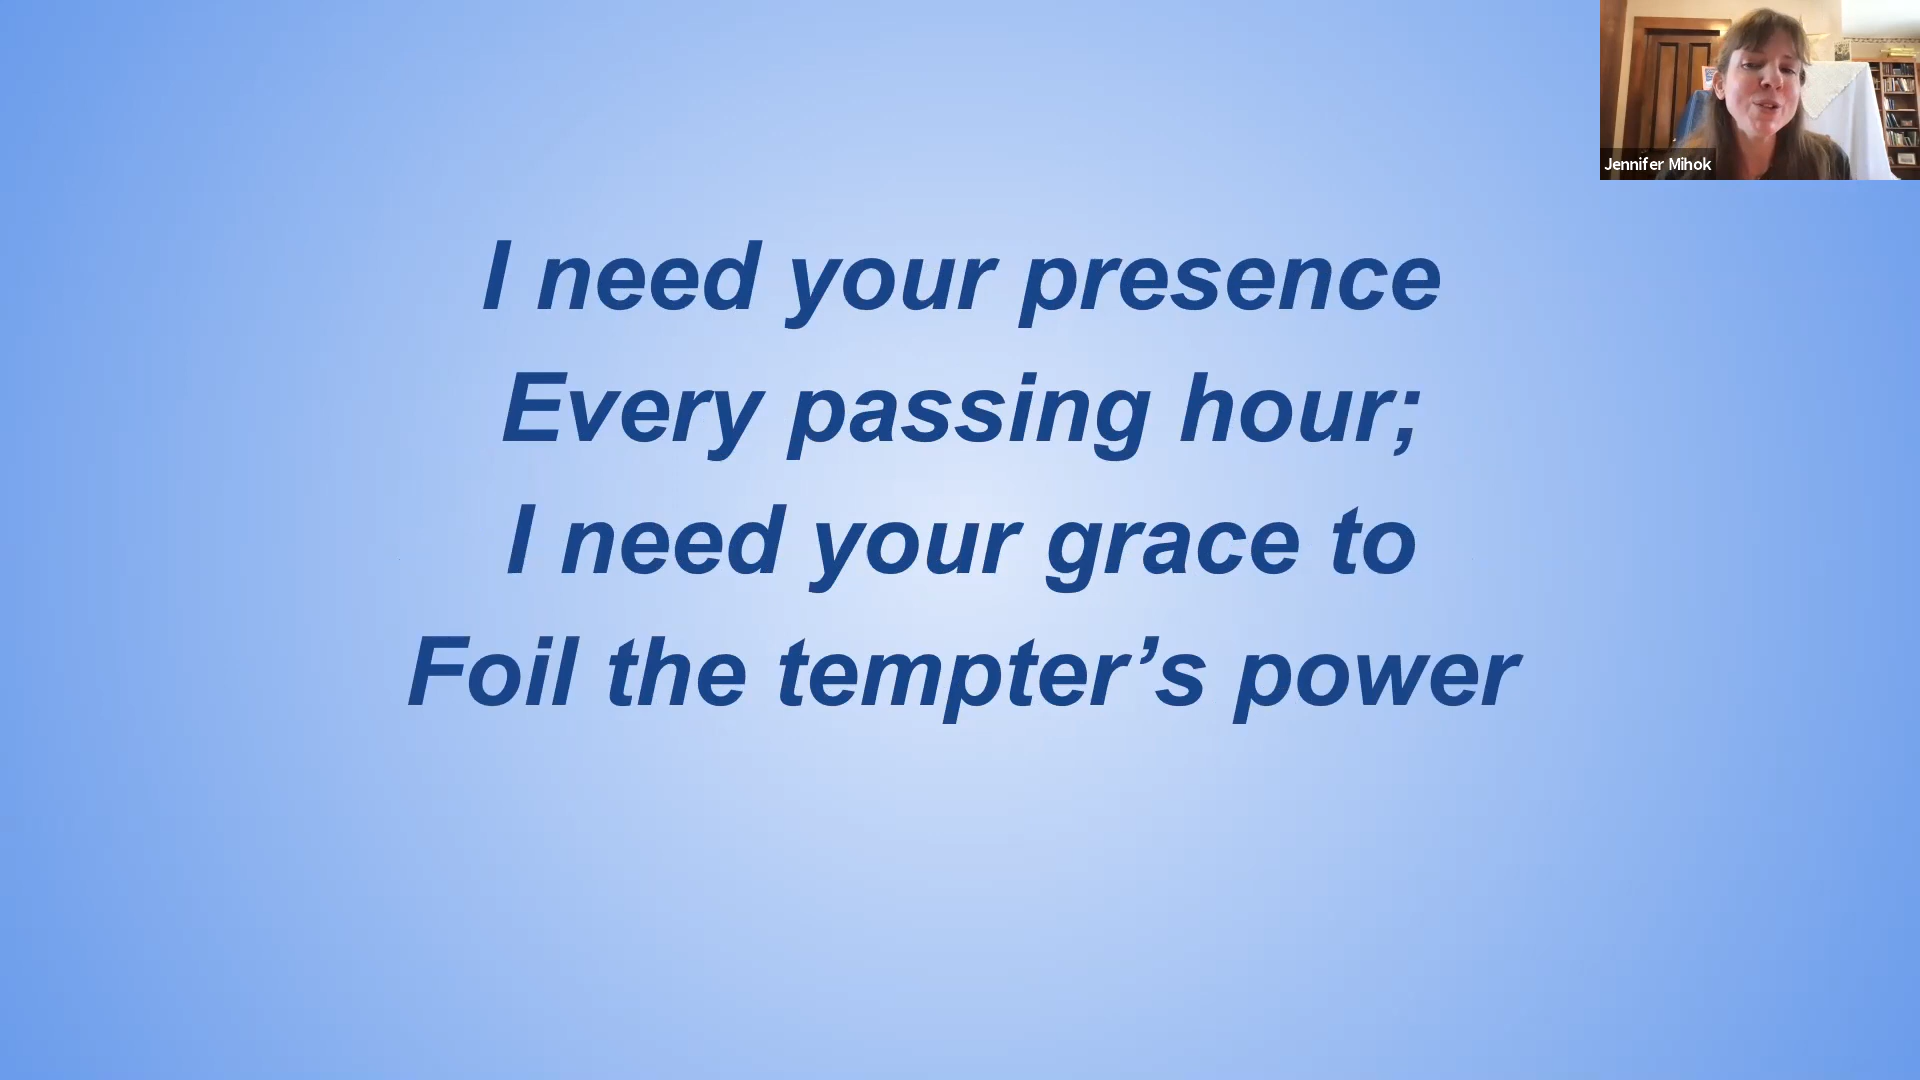 Jennifer Mihok
I need your presence
Every passing hour;
I need your grace to
Foil the tempter’s power